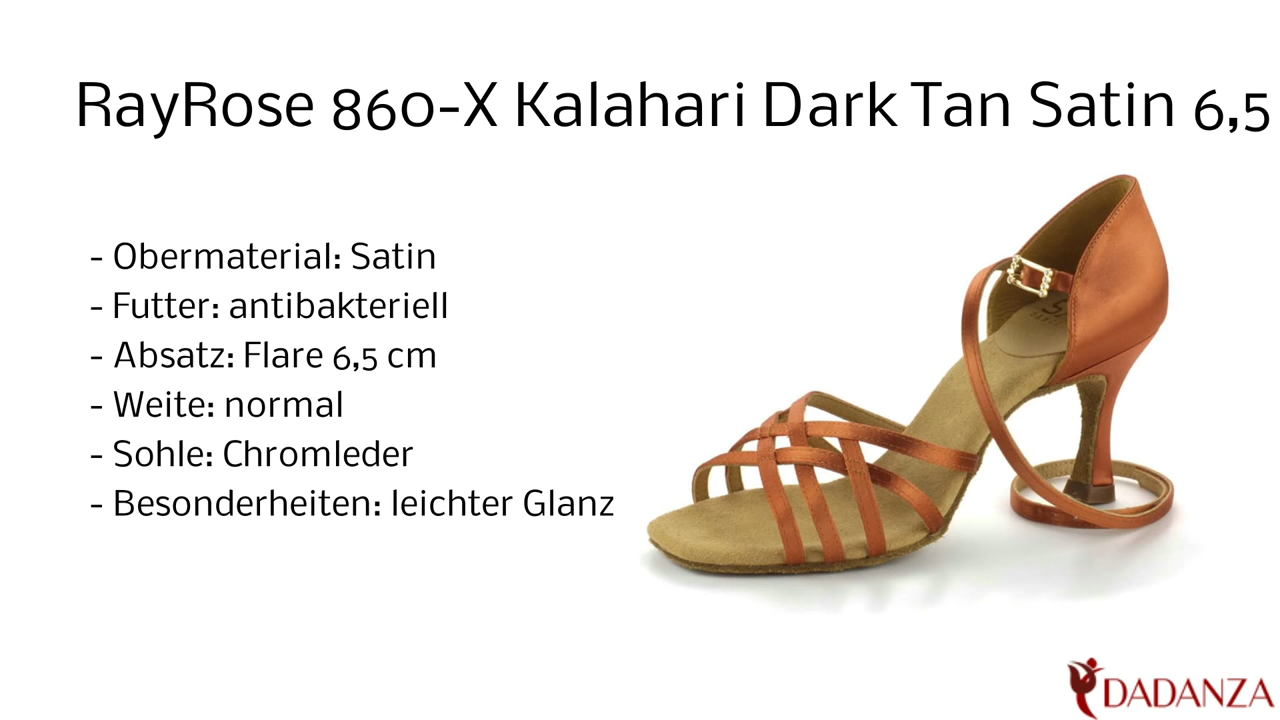 RayRose 860-X Kalahari Dark Tan Satin 6,5
- Obermaterial: Satin
- Futter: antibakteriell
- Absatz: Flare 6,5 cm
- Weite: normal
- Sohle: Chromleder
- Besonderheiten: leichter Glanz
DADANZA